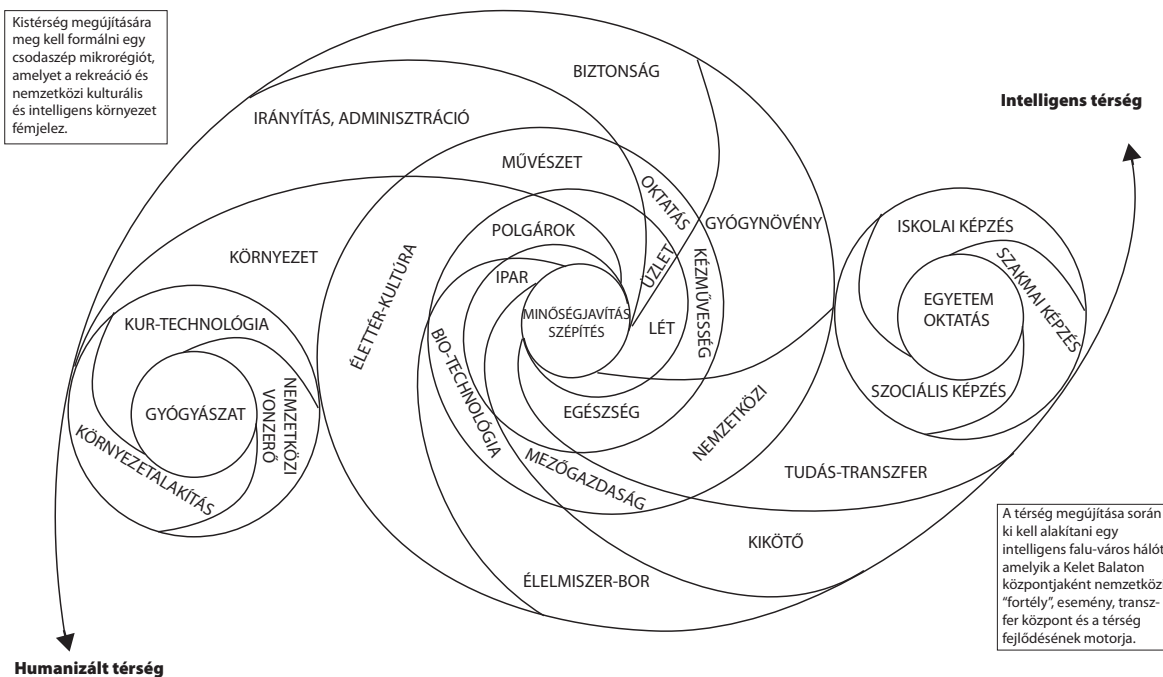 Kistérség megújítására
meg kell formálni egy
csodaszép mikrorégiót,
amelyet a rekreáció és
nemzetközi kulturális
és intelligens környezet
fémjelez.
BIZTONSÁG
Intelligens térség
IRÁNYÍTÁS, ADMINISZTRÁCIÓ
MŰVÉSZET
OKTATÁS
POLGÁROK
GYÓGYNÖVÉNY
ISKOLAI KÉPZÉS
KÖRNYEZET
ÉLETTÉR-KULTÚRA
IPAR
ÜZLET
KÉZMŰVESSÉG
SZAKMAI KÉPZÉS
MINŐSÉGJAVÍTÁS
SZÉPÍTÉS
LÉT
EGYETEM
OKTATÁS
KUR-TECHNOLÓGIA
BIO-TECHNOLÓGIA
SZOCIÁLIS KÉPZÉS
GYÓGYÁSZAT
NEMZETKÖZI
VONZERŐ
EGÉSZSÉG
NEMZETKÖZI
KÖRNYEZETALAKÍTÁS
MEZŐGAZDASÁG
TUDÁS-TRANSZFER
KIKÖTŐ
ÉLELMISZER-BOR
A térség megújítása során
ki kell alakítani egy
intelligens falu-város hálót
amelyik a Kelet Balaton
központjaként nemzetközi
“fortély”, esemény, transz-
fer központ és a térség
fejlődésének motorja.
Humanizált térség